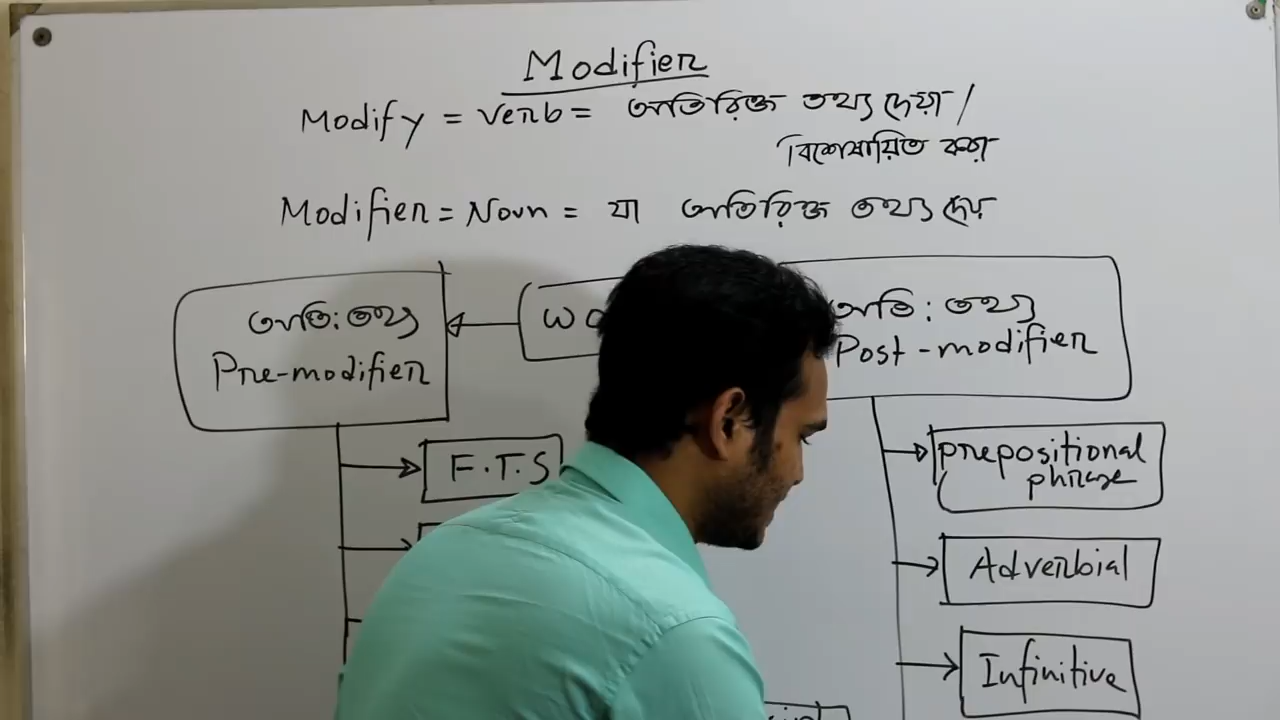 Modifier
Modify = Verb = অতিরিক্ত তথ্য দেয়া /
বিশেষায়িত করা
Modifier = Noun = যা অতিরিক্ত তথ্য দেয়
অতি: তথ্য
Pre-modifier
অতি: তথ্য
Post-modifier
F.T.S
prepositional
phrase
Adverbial
Infinitive